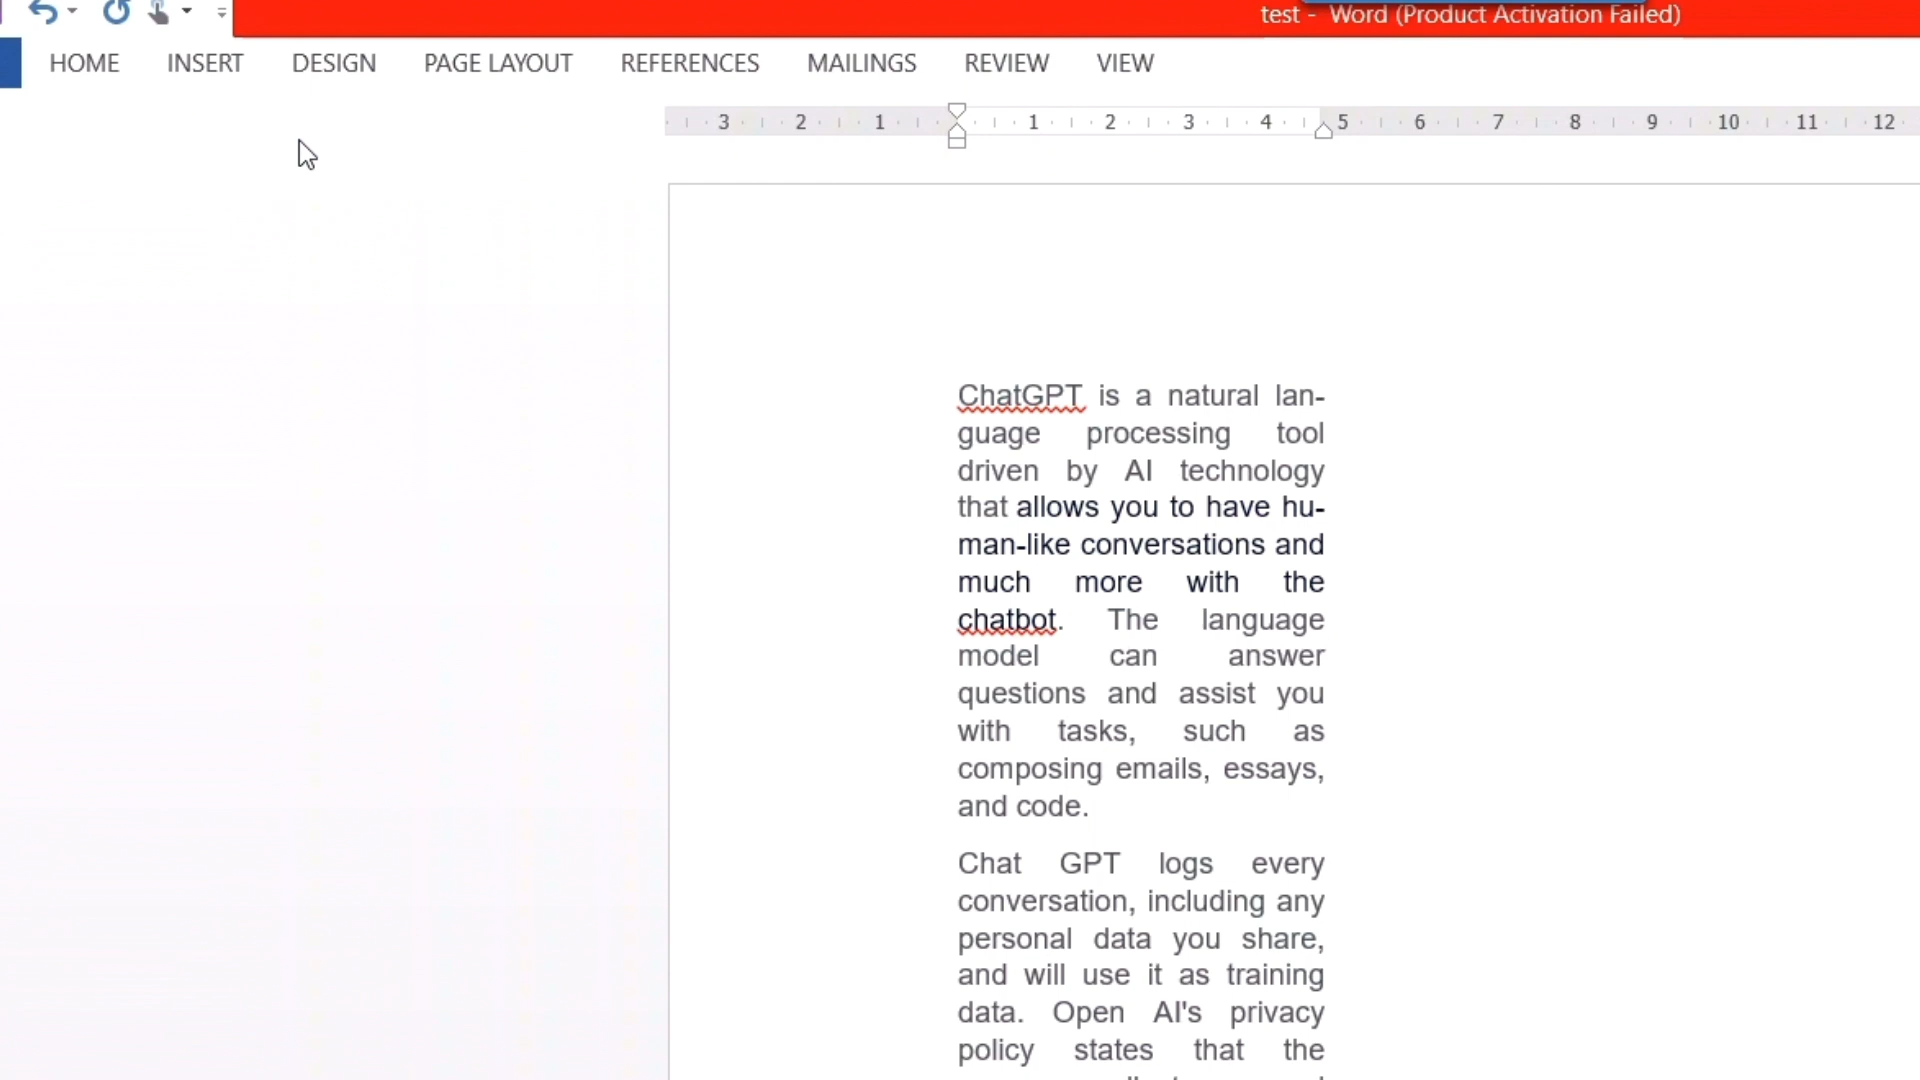 test - Word (Product Activation Failed)
HOME INSERT DESIGN PAGE LAYOUT REFERENCES MAILINGS REVIEW VIEW
3 2 1 1 2 3 4 5 6 7 8 9 10 11 12
ChatGPT is a natural lan-
guage processing tool
driven by AI technology
that allows you to have hu-
man-like conversations and
much more with the
chatbot. The language
model can answer
questions and assist you
with tasks, such as
composing emails, essays,
and code.
Chat GPT logs every
conversation, including any
personal data you share,
and will use it as training
data. Open AI's privacy
policy states that the